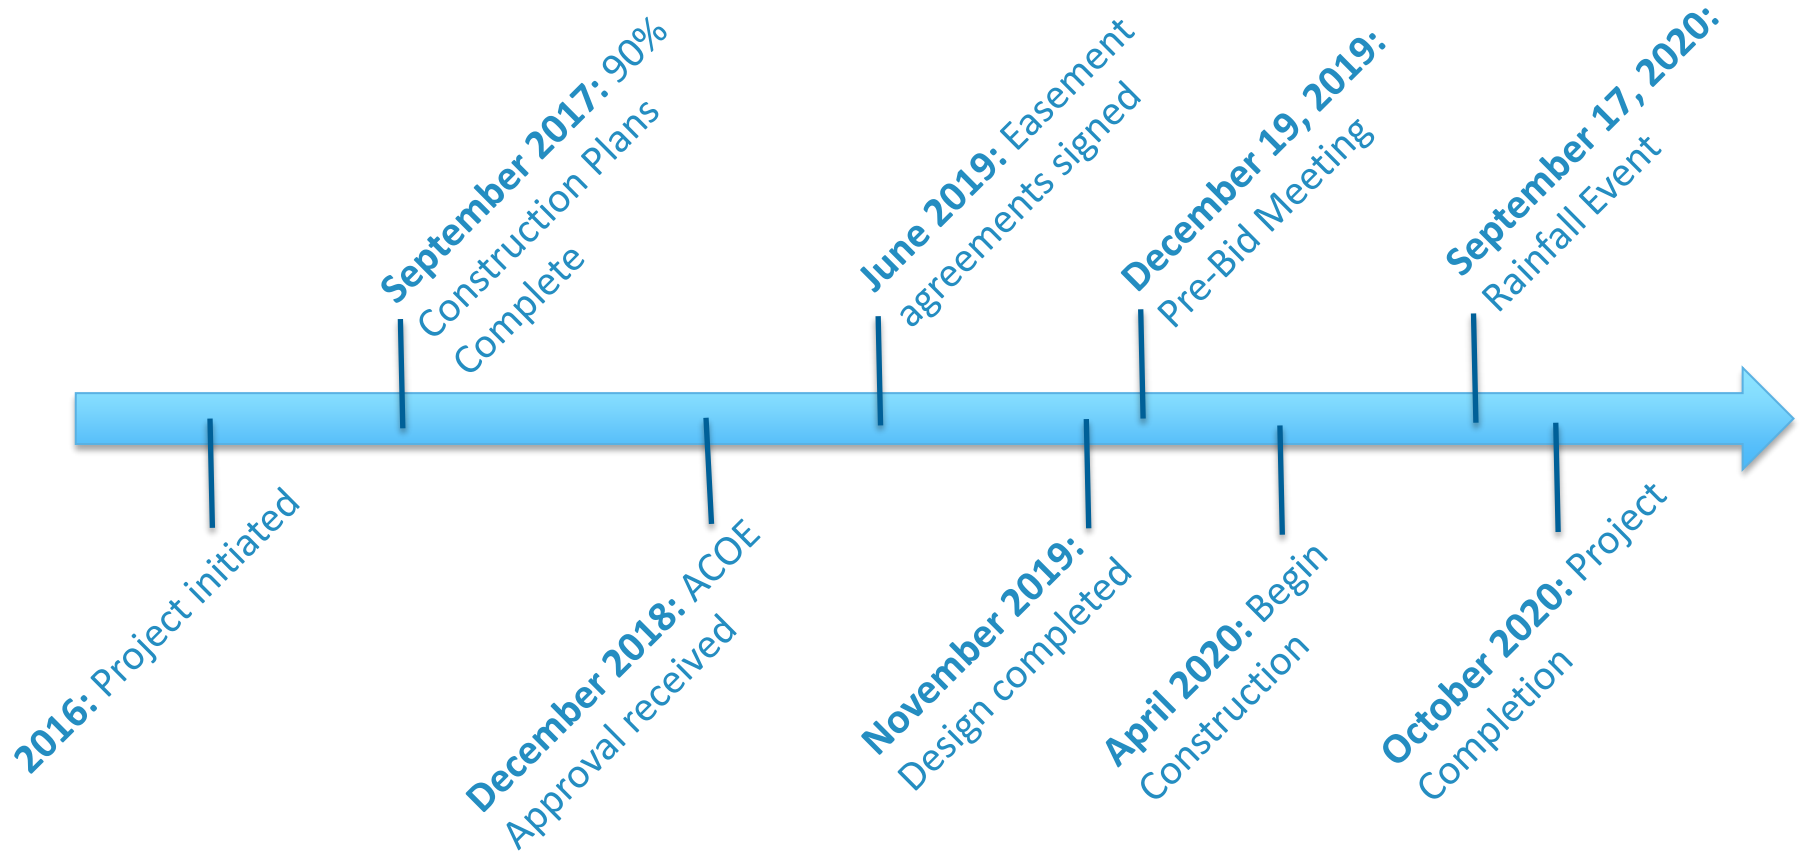 September 2017: 90%
Construction Plans
Complete
June 2019: Easement
agreements signed
December 19, 2019:
Pre-Bid Meeting
September 17, 2020:
Rainfall Event
2016: Project initiated
December 2018: ACOE
Approval received
November 2019:
Design completed
April 2020: Begin
Construction
October 2020: Project
Completion